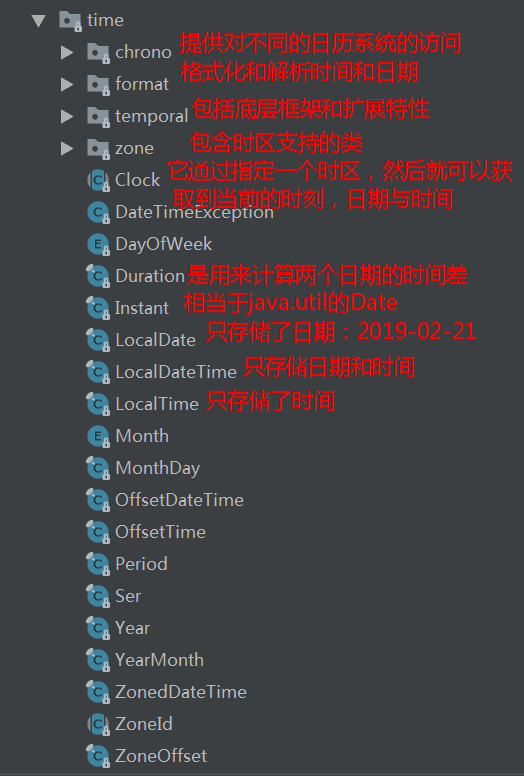 time
chrono 提供对不同的日历系统的访问
format 格式化和解析时间和日期
temporal 包括底层框架和扩展特性
zone 包含时区支持的类
Clock 它通过指定一个时区，然后就可以获
取到当前的时刻，日期与时间
DateTimeException
DayOfWeek
Duration 是用来计算两个日期的时间差
Instant 相当于java.util的Date
LocalDate 只存储了日期：2019-02-21
LocalDateTime 只存储日期和时间
LocalTime 只存储了时间
Month
MonthDay
OffsetDateTime
OffsetTime
Period
Ser
Year
YearMonth
ZonedDateTime
ZoneId
ZoneOffset